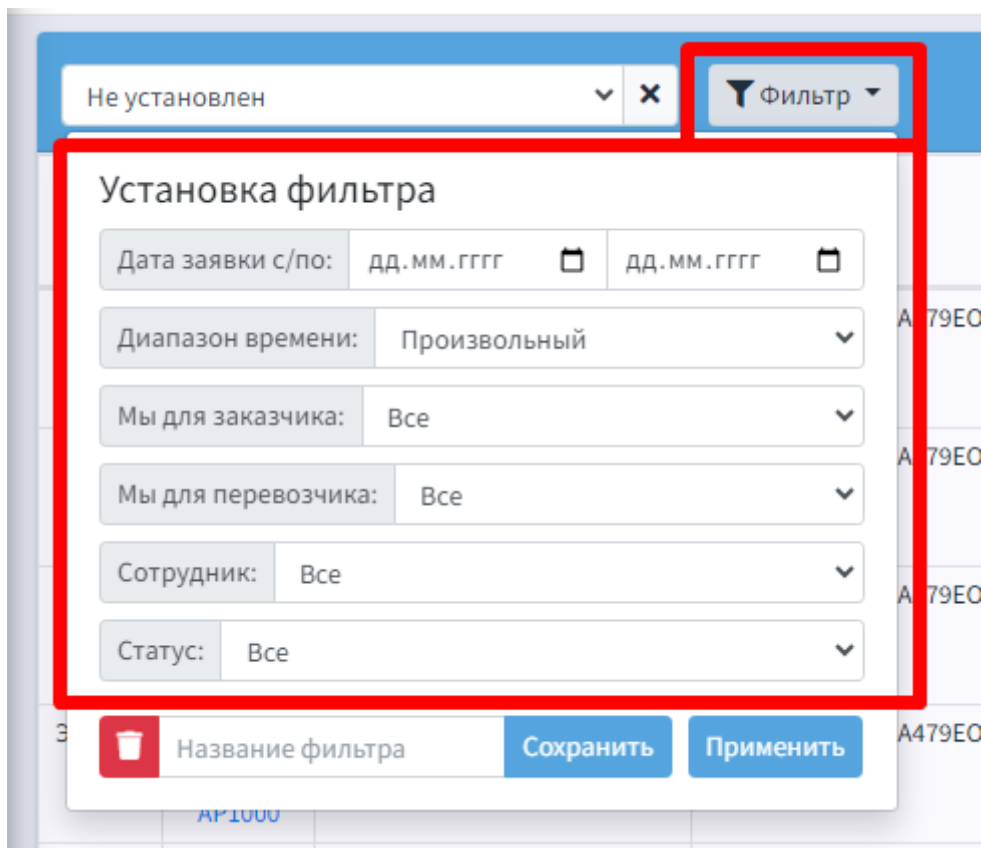 Не установлен Фильтр
Установка фильтра
Дата заявки с/по: дд.мм.гггг дд.мм.гггг
Диапазон времени: Произвольный
Мы для заказчика: Все
Мы для перевозчика: Все
Сотрудник: Все
Статус: Все
Название фильтра Сохранить Применить
A479EO
AP1000